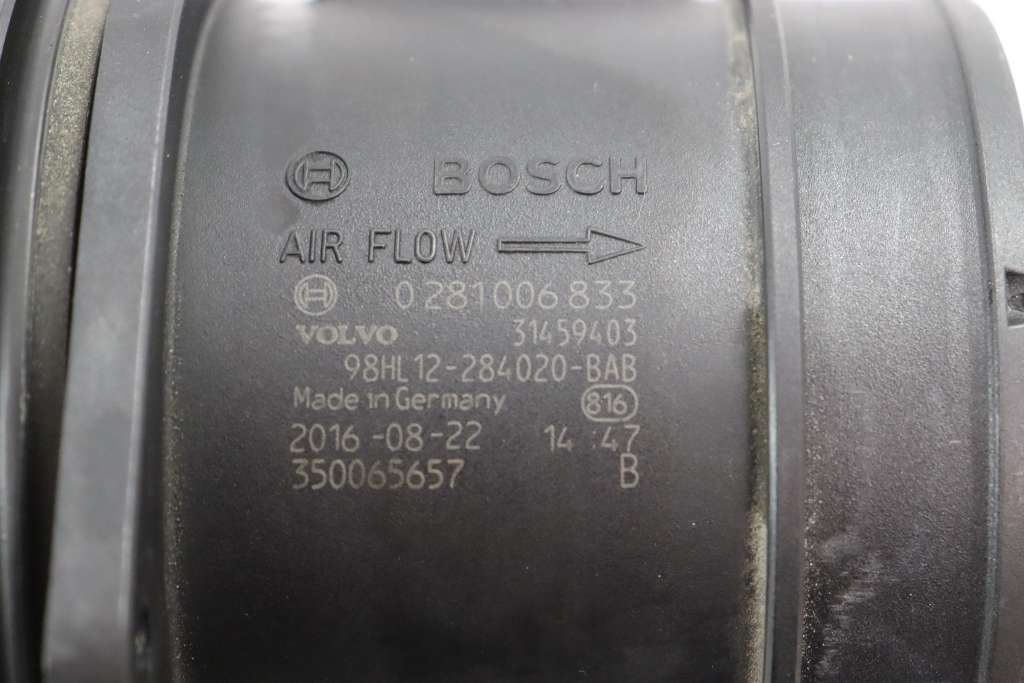 BOSCH
AIR FLOW
0 281 006 833
VOLVO 31459403
98HL12-284020-BAB
Made in Germany 816
2016-08-22 14:47
350065657 B